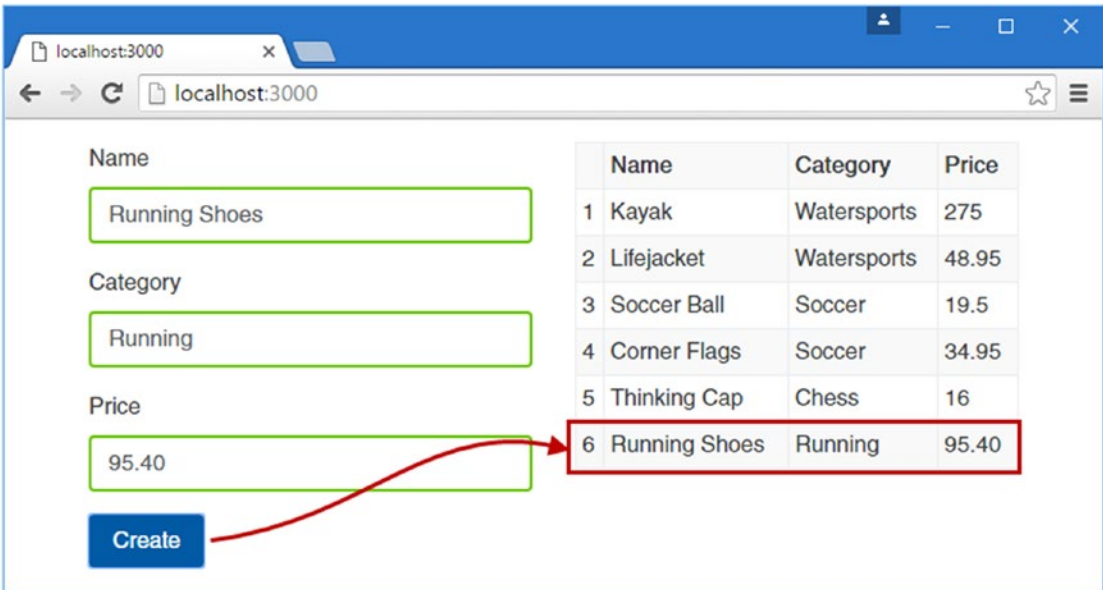 localhost:3000
localhost:3000
Name
Running Shoes
Category
Running
Price
95.40
Create
Name Category Price
1 Kayak Watersports 275
2 Lifejacket Watersports 48.95
3 Soccer Ball Soccer 19.5
4 Corner Flags Soccer 34.95
5 Thinking Cap Chess 16
6 Running Shoes Running 95.40